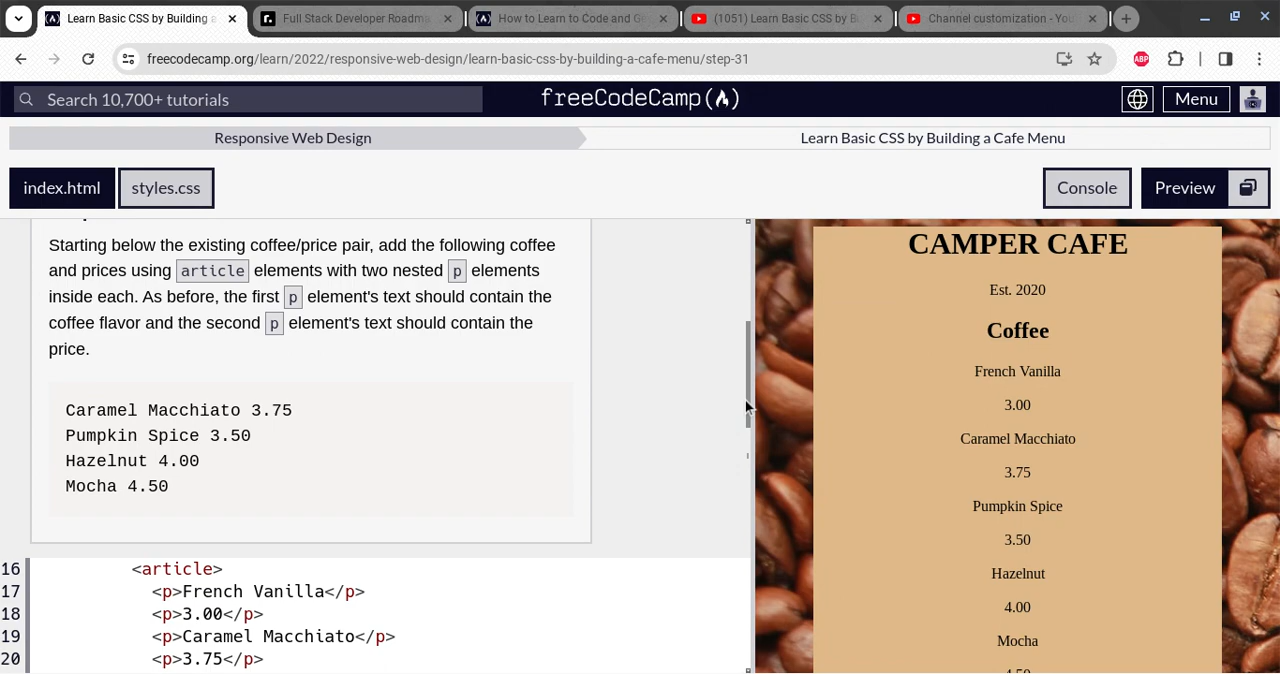 Learn Basic CSS by Building a
Full Stack Developer Roadma
How to Learn to Code and Ge
(1051) Learn Basic CSS by B
Channel customization - You
freecodecamp.org/learn/2022/responsive-web-design/learn-basic-css-by-building-a-cafe-menu/step-31
ABP
Search 10,700+ tutorials
freeCodeCamp
Menu
Responsive Web Design
Learn Basic CSS by Building a Cafe Menu
index.html
styles.css
Console
Preview
Starting below the existing coffee/price pair, add the following coffee
and prices using article elements with two nested p elements
inside each. As before, the first p element's text should contain the
coffee flavor and the second p element's text should contain the
price.
Caramel Macchiato 3.75
Pumpkin Spice 3.50
Hazelnut 4.00
Mocha 4.50
16 <article>
17 <p>French Vanilla</p>
18 <p>3.00</p>
19 <p>Caramel Macchiato</p>
20 <p>3.75</p>
CAMPER CAFE
Est. 2020
Coffee
French Vanilla
3.00
Caramel Macchiato
3.75
Pumpkin Spice
3.50
Hazelnut
4.00
Mocha